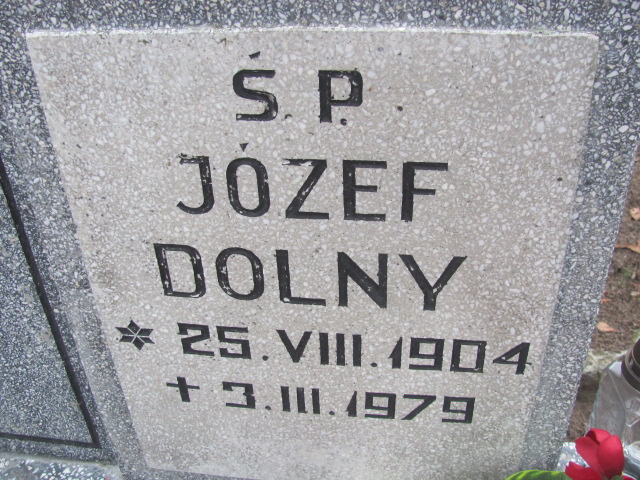 Ś.P.
JÓZEF
DOLNY
* 25.VIII.1904
+ 3.III.1979